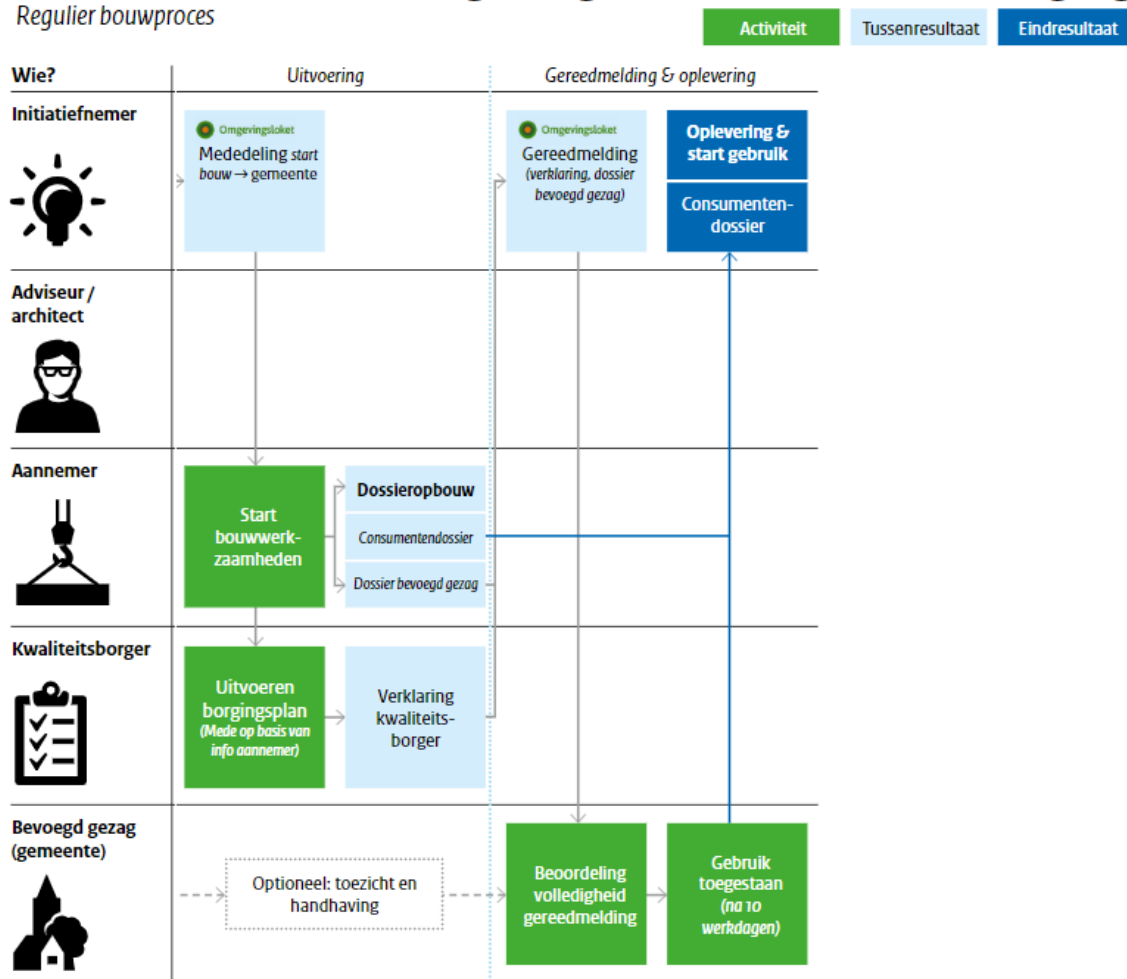 Regulier bouwproces
Activiteit
Tussenresultaat
Eindresultaat
Wie?
Uitvoering
Gereedmelding & oplevering
Initiatiefnemer
Omgevingsloket
Mededeling start
bouw → gemeente
Omgevingsloket
Gereedmelding
(verklaring, dossier
bevoegd gezag)
Oplevering &
start gebruik
Consumenten-
dossier
Adviseur /
architect
Aannemer
Start
bouwwerk-
zaamheden
Dossieropbouw
Consumentendossier
Dossier bevoegd gezag
Kwaliteitsborger
Uitvoeren
borgingsplan
(Mede op basis van
info aannemer)
Verklaring
kwaliteits-
borger
Bevoegd gezag
(gemeente)
Optioneel: toezicht en
handhaving
Beoordeling
volledigheid
gereedmelding
Gebruik
toegestaan
(na 10
werkdagen)